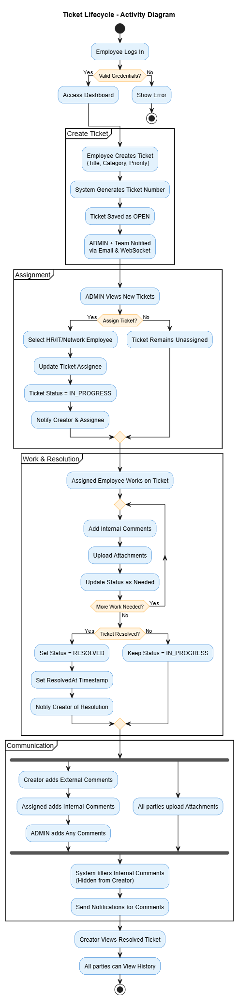 Ticket Lifecycle - Activity Diagram
Employee Logs In
Valid Credentials?
Yes
No
Access Dashboard
Show Error
Create Ticket
Employee Creates Ticket
(Title, Category, Priority)
System Generates Ticket Number
Ticket Saved as OPEN
ADMIN + Team Notified
via Email & WebSocket
Assignment
ADMIN Views New Tickets
Assign Ticket?
Yes
No
Select HR/IT/Network Employee
Ticket Remains Unassigned
Update Ticket Assignee
Ticket Status = IN_PROGRESS
Notify Creator & Assignee
Work & Resolution
Assigned Employee Works on Ticket
Add Internal Comments
Upload Attachments
Update Status as Needed
More Work Needed?
Yes
No
Ticket Resolved?
Yes
No
Set Status = RESOLVED
Keep Status = IN_PROGRESS
Set ResolvedAt Timestamp
Notify Creator of Resolution
Communication
Creator adds External Comments
Assigned adds Internal Comments
All parties upload Attachments
ADMIN adds Any Comments
System filters Internal Comments
(Hidden from Creator)
Send Notifications for Comments
Creator Views Resolved Ticket
All parties can View History